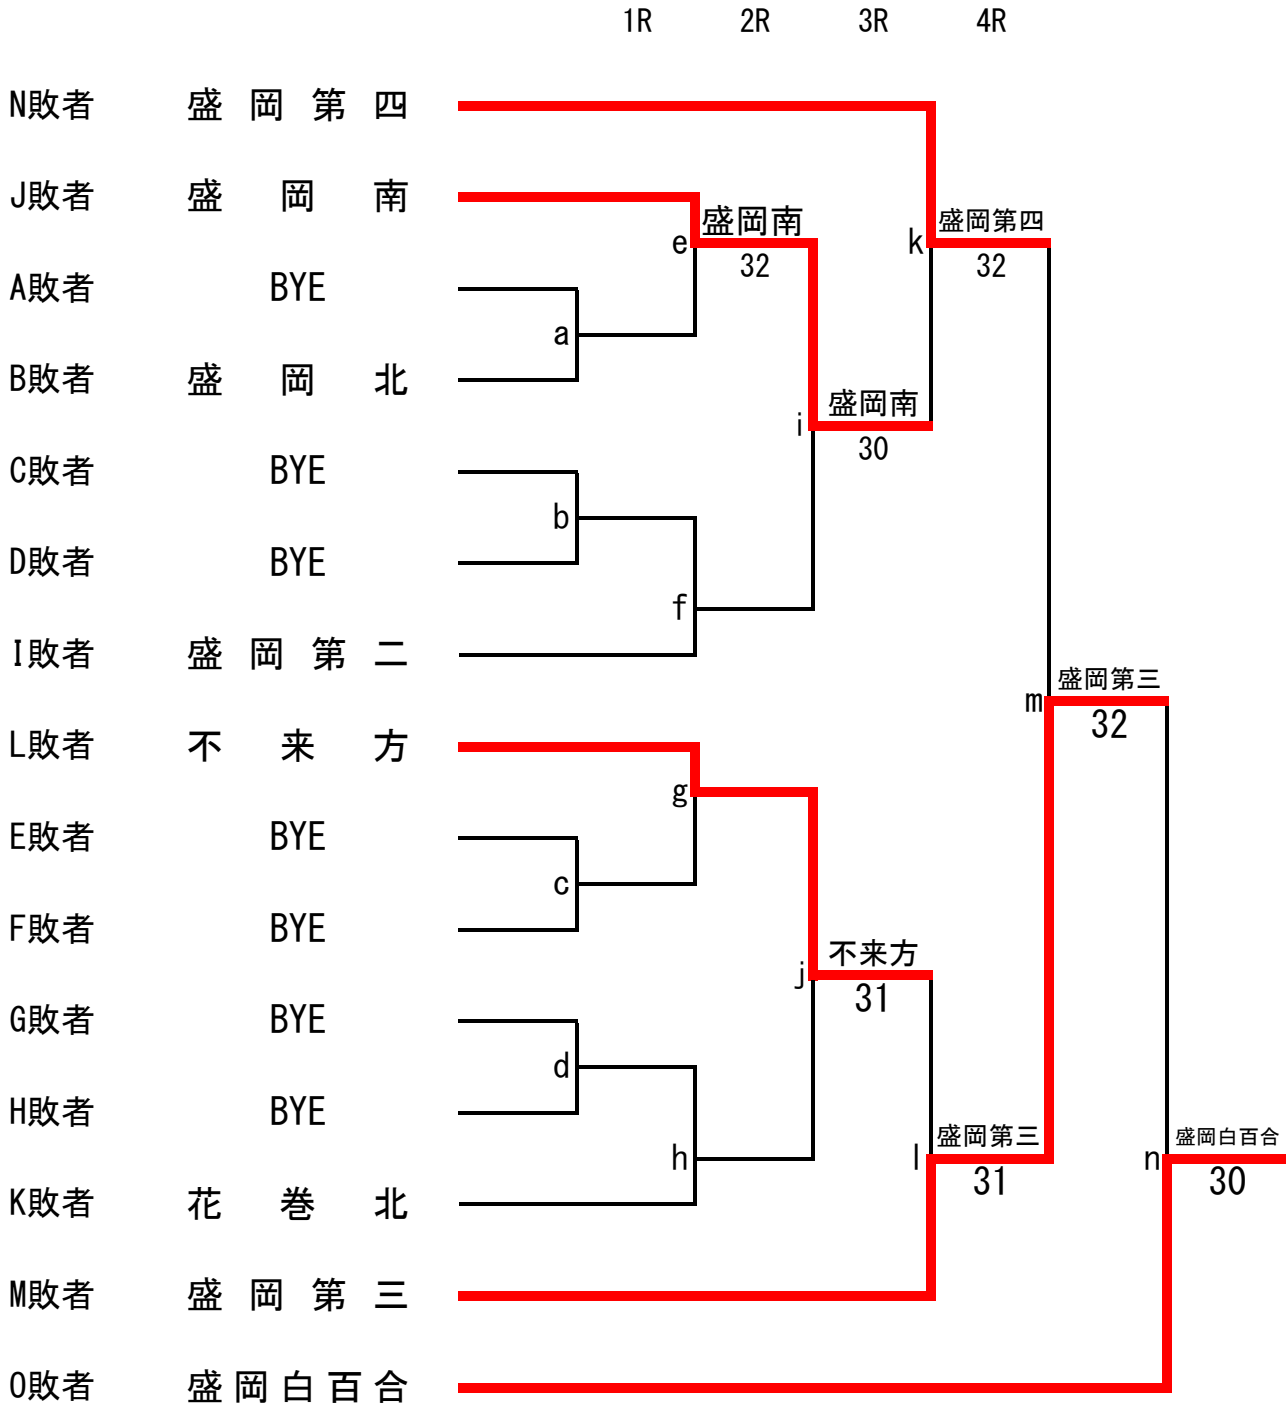 1R 2R 3R 4R
N敗者 盛岡第四
J敗者 盛岡南
盛岡南
盛岡第四
e
k
32
32
A敗者 BYE
a
B敗者 盛岡北
盛岡南
i
30
C敗者 BYE
b
D敗者 BYE
f
I敗者 盛岡第二
盛岡第三
m
32
L敗者 不来方
g
E敗者 BYE
c
F敗者 BYE
不来方
j
31
G敗者 BYE
d
H敗者 BYE
盛岡第三
盛岡白百合
h
l
n
31
30
K敗者 花巻北
M敗者 盛岡第三
O敗者 盛岡白百合